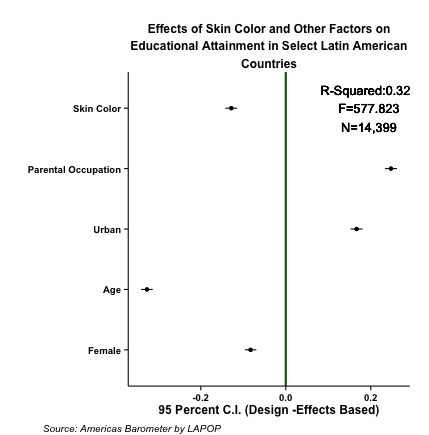 Effects of Skin Color and Other Factors on
Educational Attainment in Select Latin American
Countries
R-Squared:0.32
F=577.823
N=14,399
Skin Color
Parental Occupation
Urban
Age
Female
-0.2 0.0 0.2
95 Percent C.I. (Design -Effects Based)
Source: Americas Barometer by LAPOP